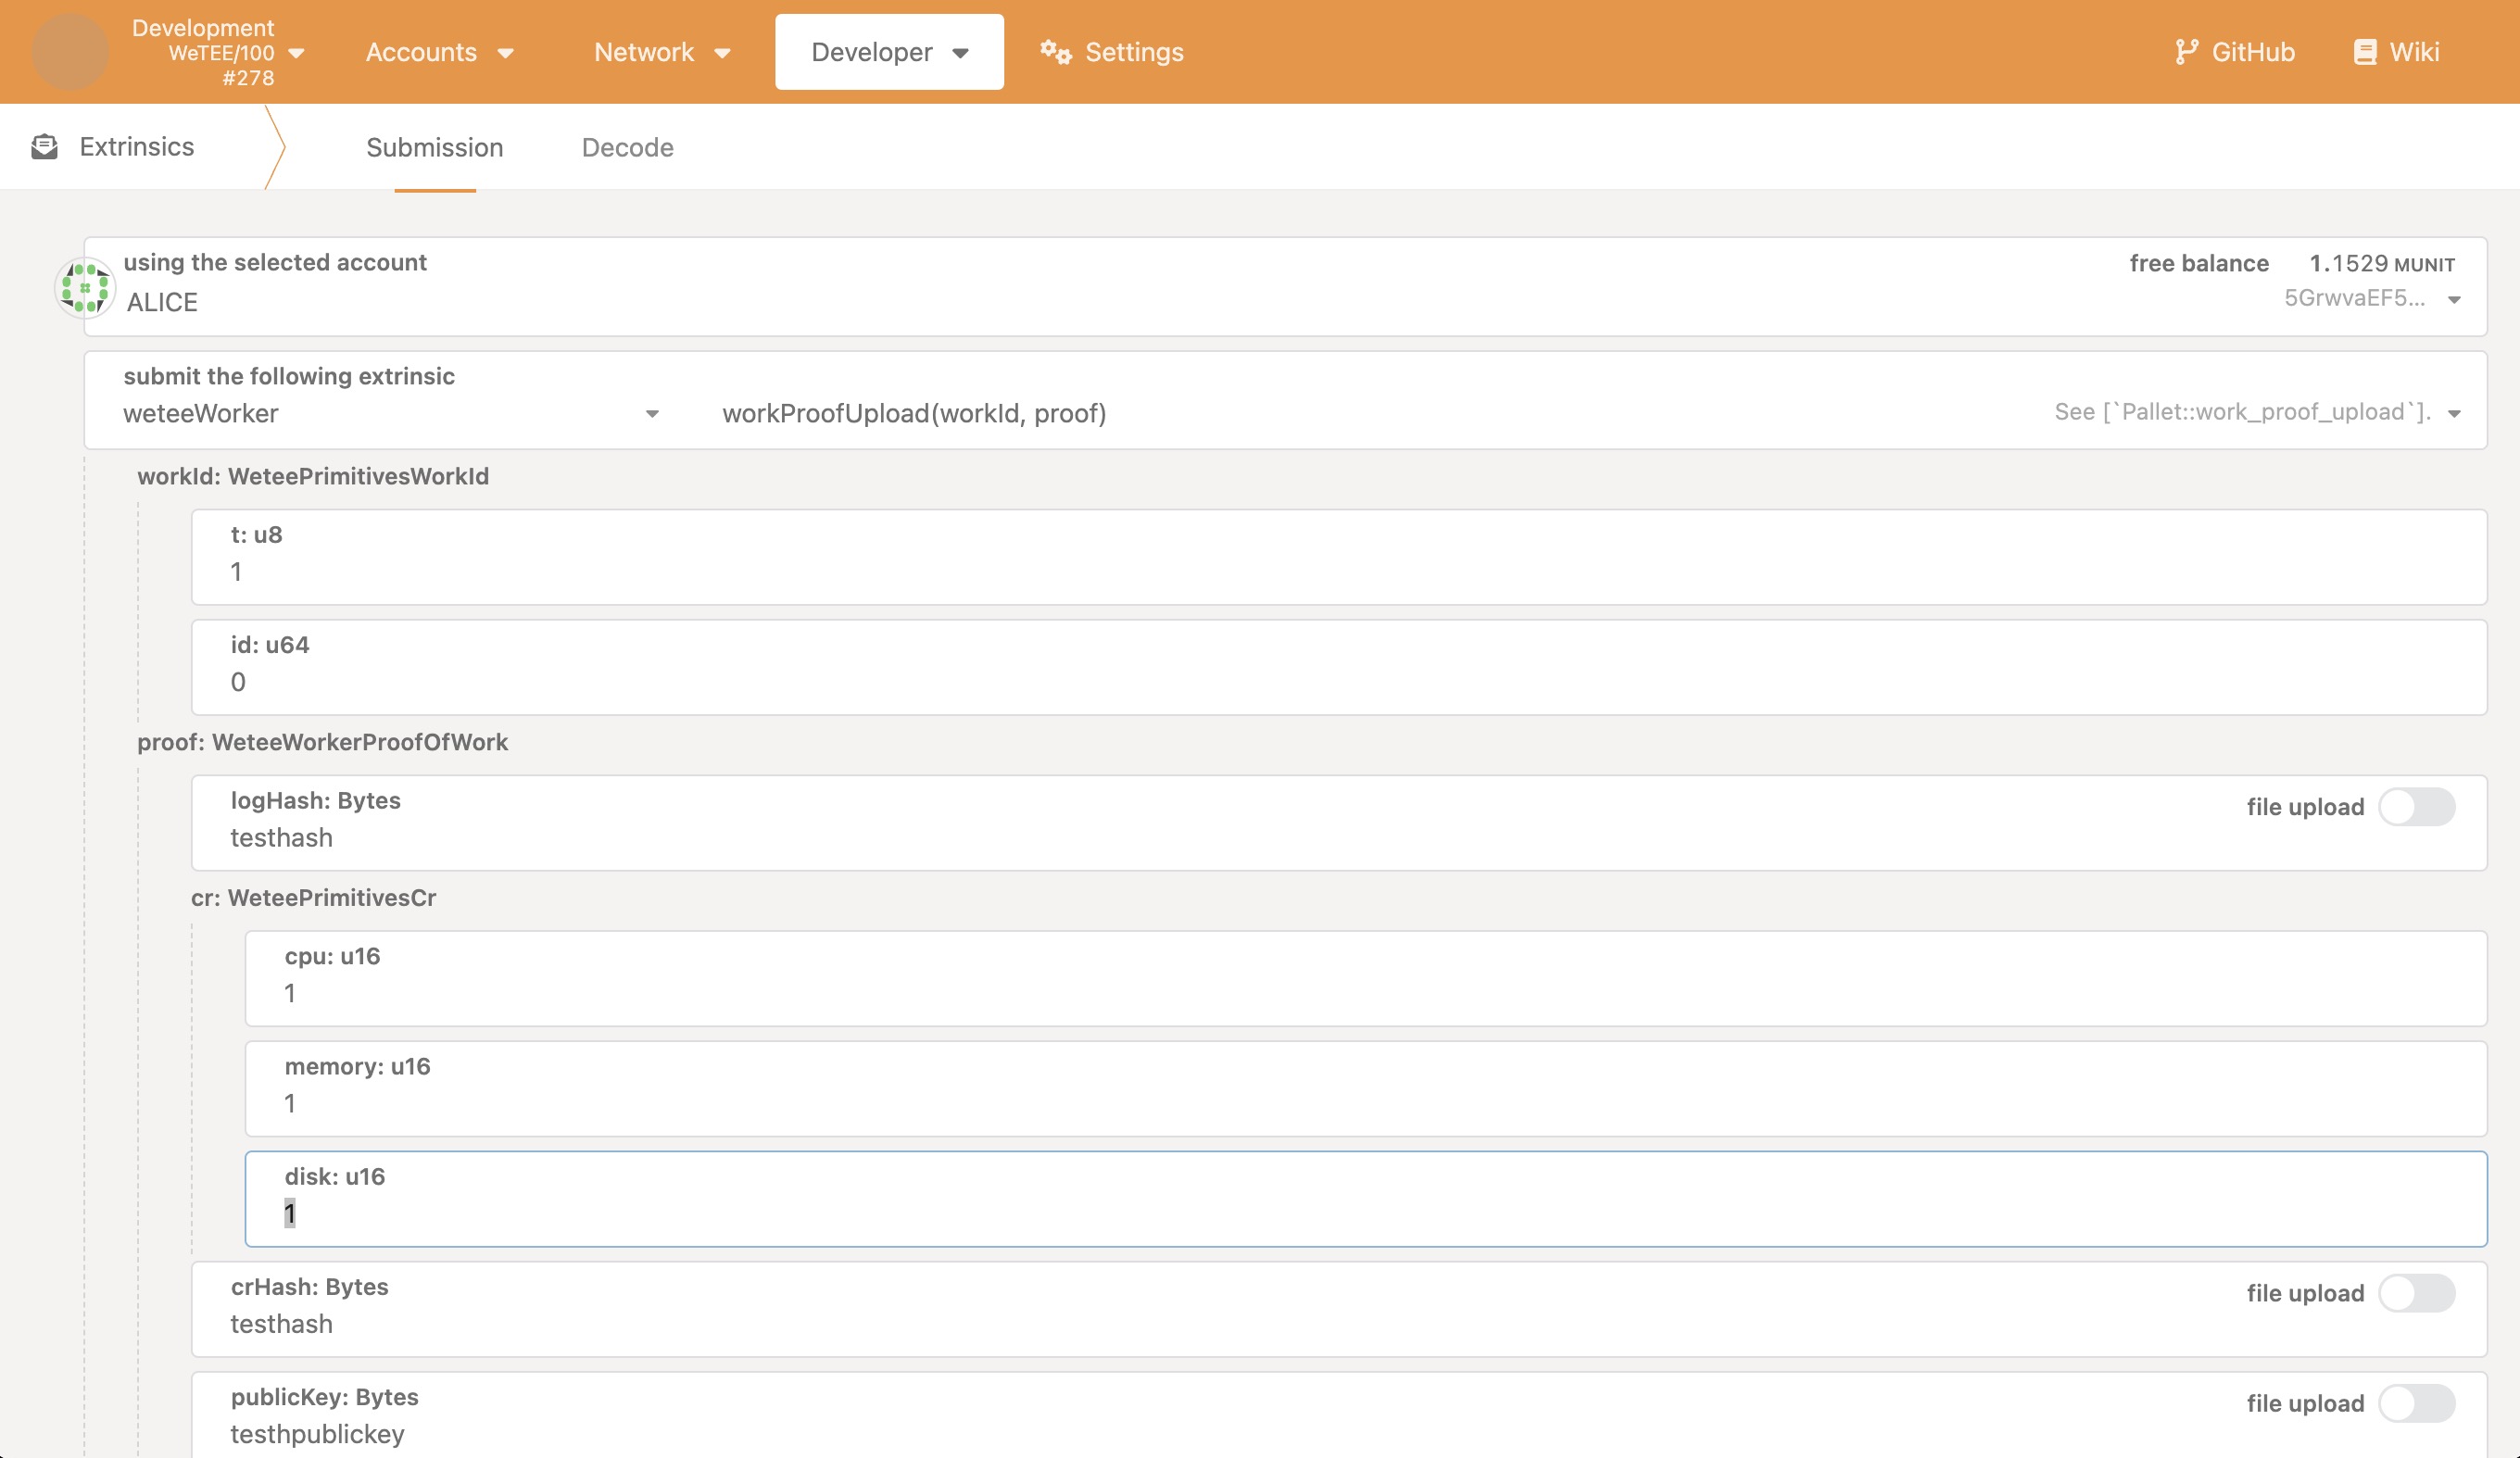 Development
WeTEE/100
#278
Accounts
Network
Developer
Settings
GitHub
Wiki
Extrinsics
Submission
Decode
using the selected account
ALICE
free balance 1.1529 MUNIT
5GrwvaEF5...
submit the following extrinsic
weteeWorker
workProofUpload(workId, proof)
See [`Pallet::work_proof_upload`].
workId: WeteePrimitivesWorkId
t: u8
1
id: u64
0
proof: WeteeWorkerProofOfWork
logHash: Bytes
testhash
file upload
cr: WeteePrimitivesCr
cpu: u16
1
memory: u16
1
disk: u16
1
crHash: Bytes
testhash
file upload
publicKey: Bytes
testhpublickey
file upload